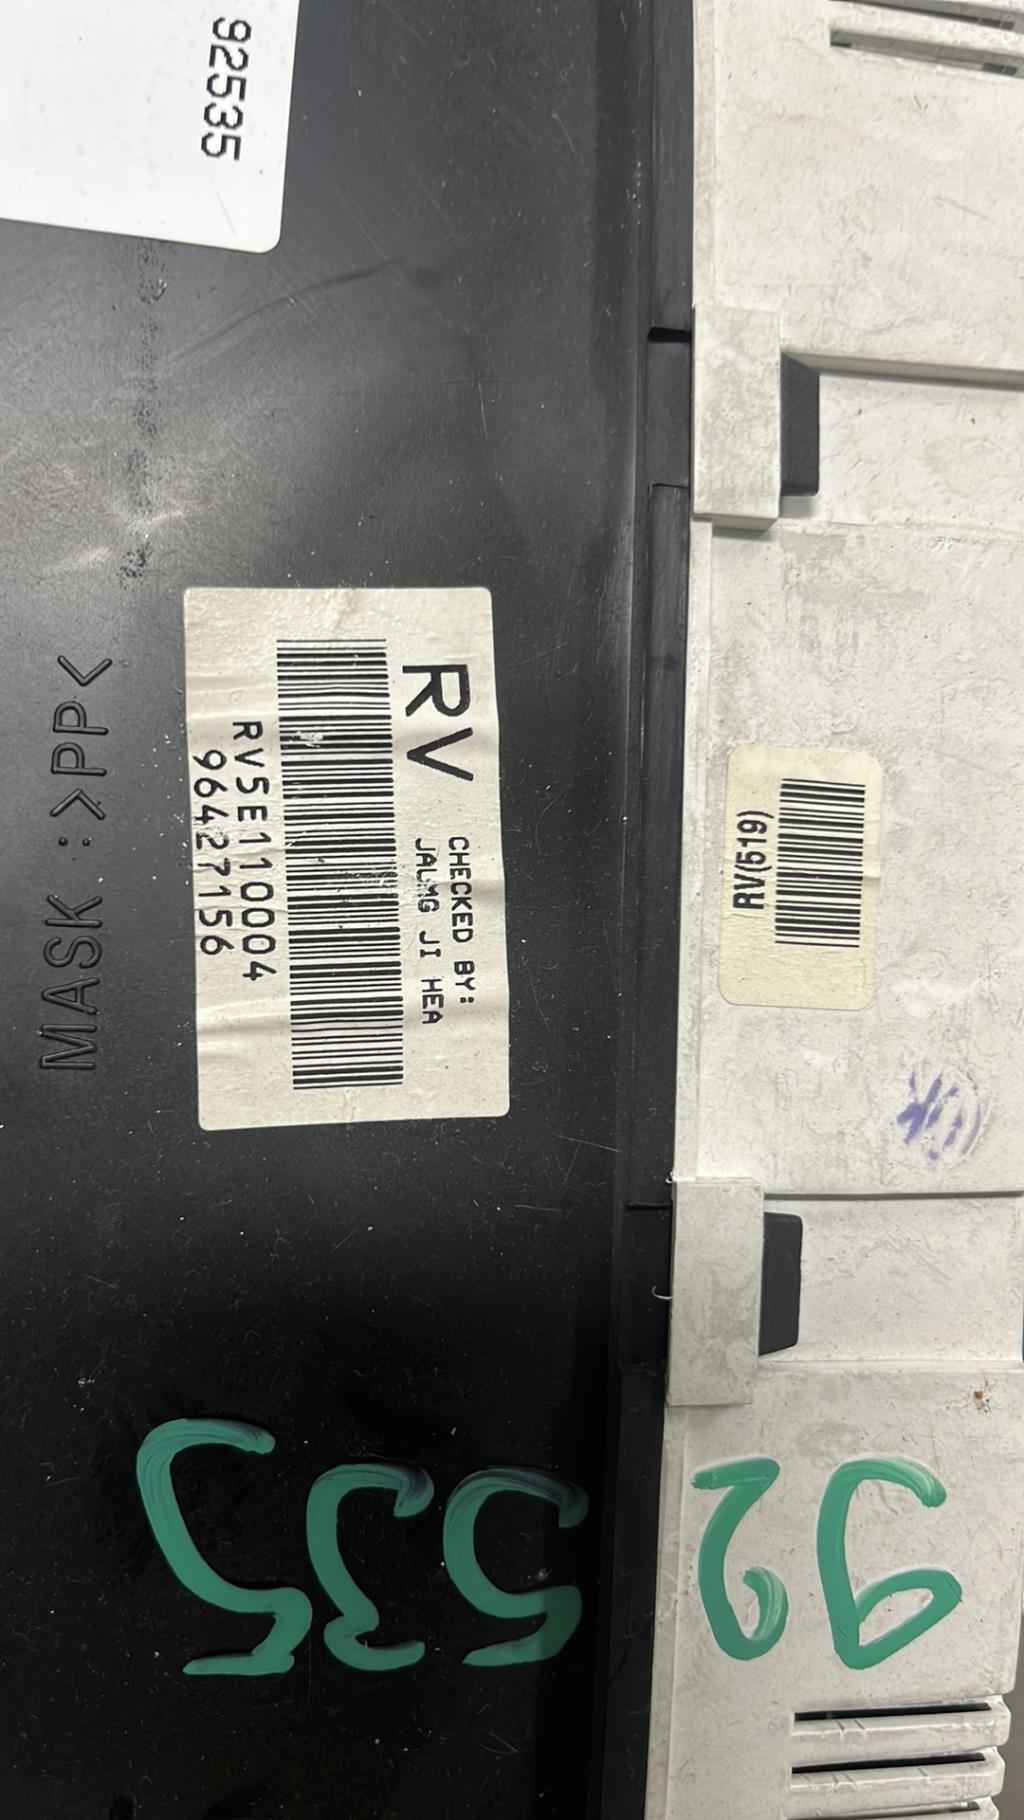 92535
RV
CHECKED BY:
JALMG JI HEA
RV5E110004
96427156
RV(519)
MASK :>PP<
92535